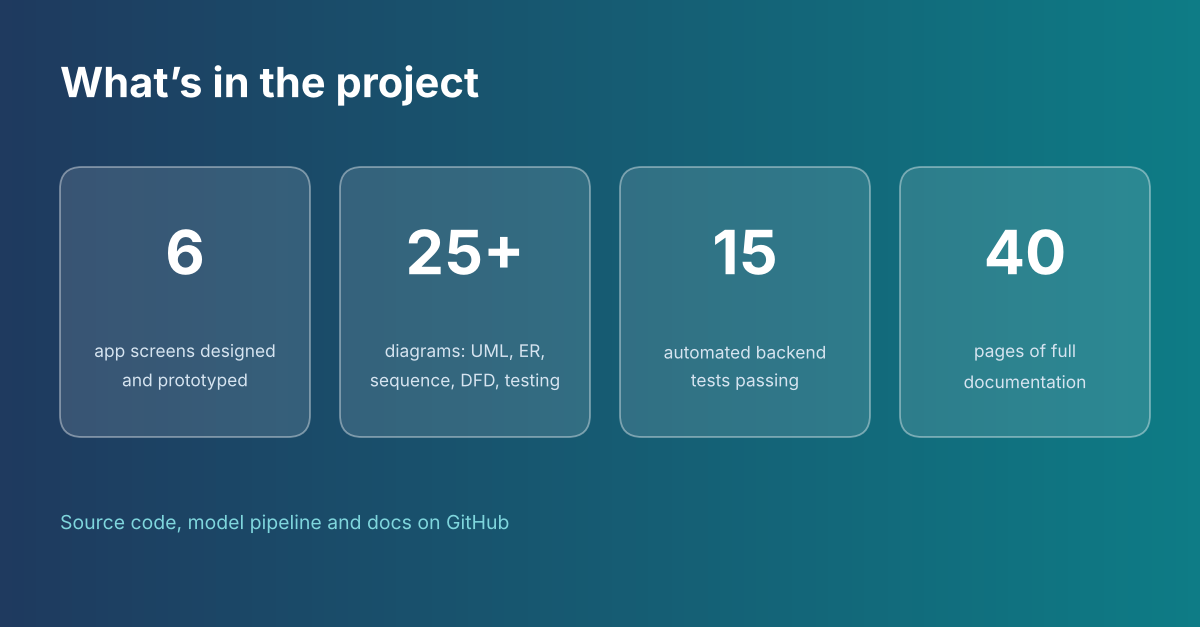 What’s in the project
6
app screens designed
and prototyped
25+
diagrams: UML, ER,
sequence, DFD, testing
15
automated backend
tests passing
40
pages of full
documentation
Source code, model pipeline and docs on GitHub